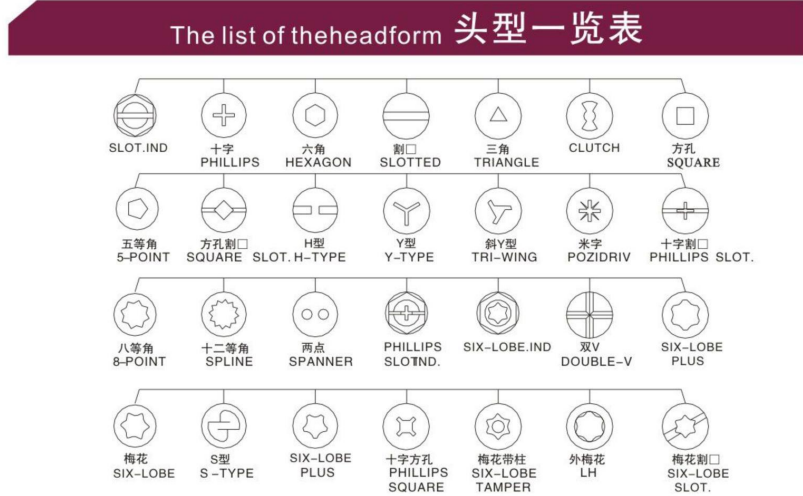 The list of theheadform 头型一览表
SLOT.IND
十字
PHILLIPS
六角
HEXAGON
割□
SLOTTED
三角
TRIANGLE
CLUTCH
方孔
SQUARE
五等角
5-POINT
方孔割□
SQUARE SLOT.
H型
H-TYPE
Y型
Y-TYPE
斜Y型
TRI-WING
米字
POZIDRIV
十字割□
PHILLIPS SLOT.
八等角
8-POINT
十二等角
SPLINE
两点
SPANNER
PHILLIPS
SLOTIND.
SIX-LOBE.IND
双V
DOUBLE-V
SIX-LOBE
PLUS
梅花
SIX-LOBE
S型
S-TYPE
SIX-LOBE
PLUS
十字方孔
PHILLIPS
SQUARE
梅花带柱
SIX-LOBE
TAMPER
外梅花
LH
梅花割□
SIX-LOBE
SLOT.